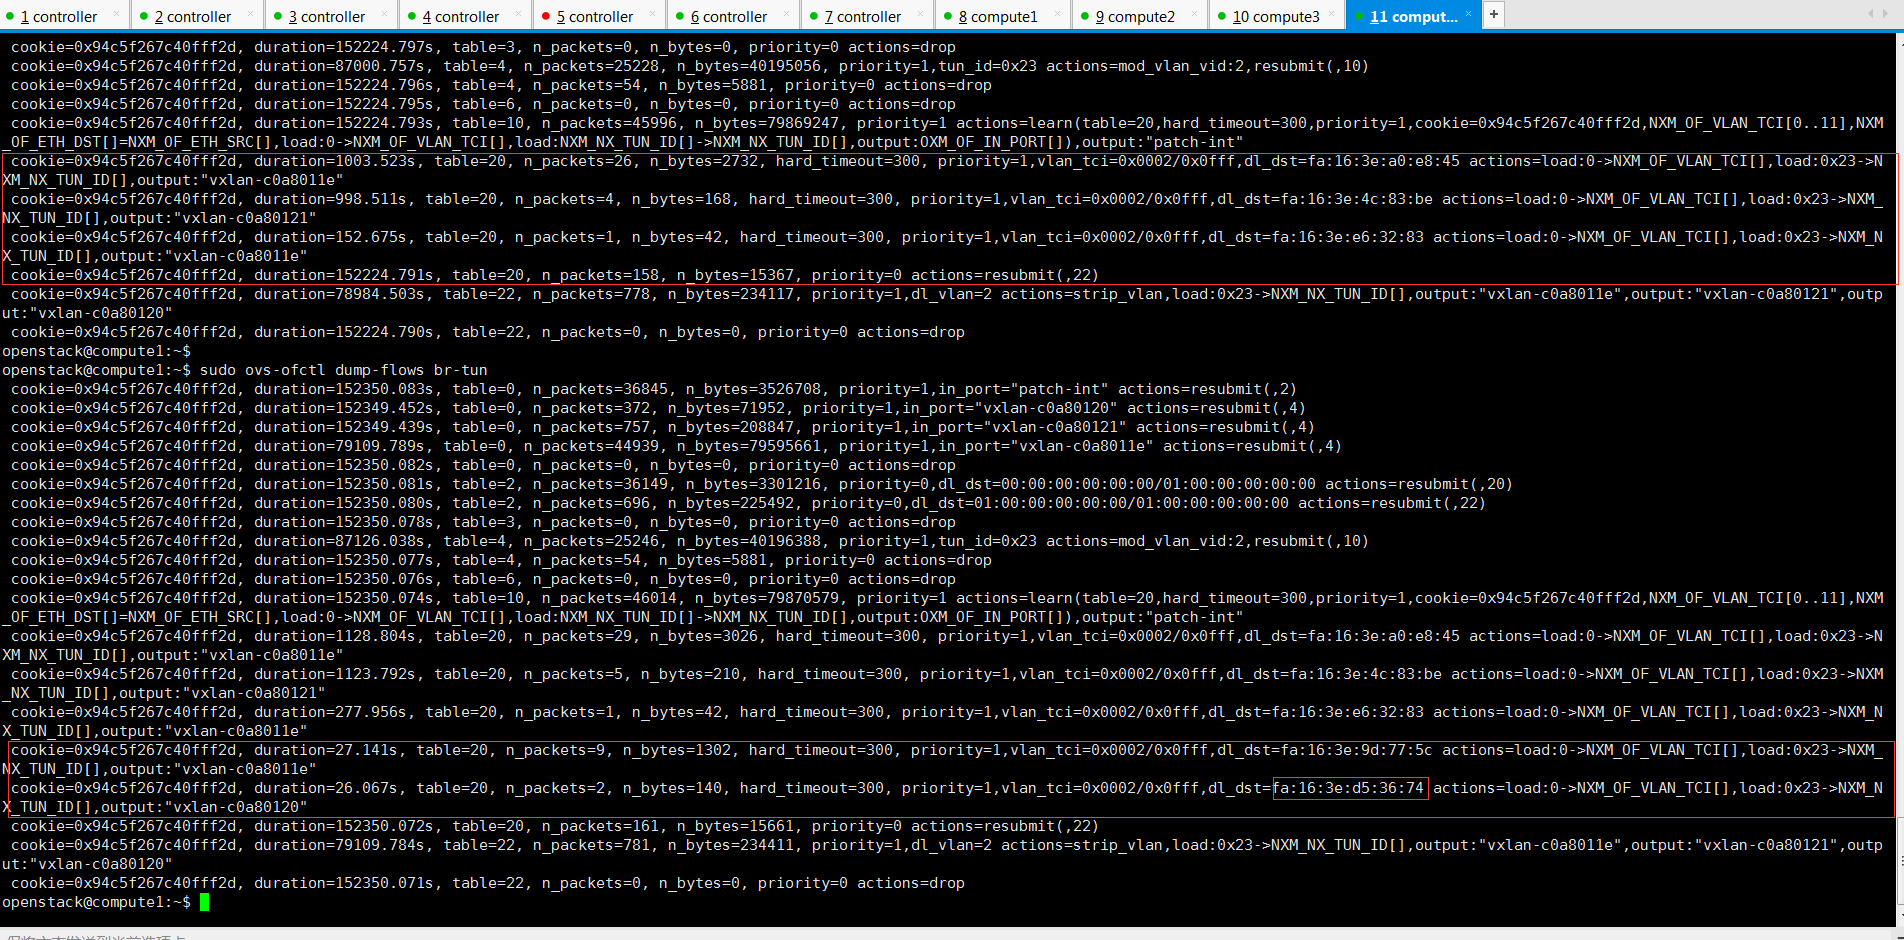 1 controller
2 controller
3 controller
4 controller
5 controller
6 controller
7 controller
8 compute1
9 compute2
10 compute3
11 comput...
cookie=0x94c5f267c40fff2d, duration=152224.797s, table=3, n_packets=0, n_bytes=0, priority=0 actions=drop
cookie=0x94c5f267c40fff2d, duration=87000.757s, table=4, n_packets=25228, n_bytes=40195056, priority=1,tun_id=0x23 actions=mod_vlan_vid:2,resubmit(,10)
cookie=0x94c5f267c40fff2d, duration=152224.796s, table=4, n_packets=54, n_bytes=5881, priority=0 actions=drop
cookie=0x94c5f267c40fff2d, duration=152224.795s, table=6, n_packets=0, n_bytes=0, priority=0 actions=drop
cookie=0x94c5f267c40fff2d, duration=152224.793s, table=10, n_packets=45996, n_bytes=79869247, priority=1 actions=learn(table=20,hard_timeout=300,priority=1,cookie=0x94c5f267c40fff2d,NXM_OF_VLAN_TCI[0..11],NXM
_OF_ETH_DST[]=NXM_OF_ETH_SRC[],load:0->NXM_OF_VLAN_TCI[],load:NXM_NX_TUN_ID[]->NXM_NX_TUN_ID[],output:OXM_OF_IN_PORT[]),output:"patch-int"
cookie=0x94c5f267c40fff2d, duration=1003.523s, table=20, n_packets=26, n_bytes=2732, hard_timeout=300, priority=1,vlan_tci=0x0002/0x0fff,dl_dst=fa:16:3e:a0:e8:45 actions=load:0->NXM_OF_VLAN_TCI[],load:0x23->N
XM_NX_TUN_ID[],output:"vxlan-c0a8011e"
cookie=0x94c5f267c40fff2d, duration=998.511s, table=20, n_packets=4, n_bytes=168, hard_timeout=300, priority=1,vlan_tci=0x0002/0x0fff,dl_dst=fa:16:3e:4c:83:be actions=load:0->NXM_OF_VLAN_TCI[],load:0x23->NXM_
NX_TUN_ID[],output:"vxlan-c0a80121"
cookie=0x94c5f267c40fff2d, duration=152.675s, table=20, n_packets=1, n_bytes=42, hard_timeout=300, priority=1,vlan_tci=0x0002/0x0fff,dl_dst=fa:16:3e:e6:32:83 actions=load:0->NXM_OF_VLAN_TCI[],load:0x23->NXM_N
X_TUN_ID[],output:"vxlan-c0a8011e"
cookie=0x94c5f267c40fff2d, duration=152224.791s, table=20, n_packets=158, n_bytes=15367, priority=0 actions=resubmit(,22)
cookie=0x94c5f267c40fff2d, duration=78984.503s, table=22, n_packets=778, n_bytes=234117, priority=1,dl_vlan=2 actions=strip_vlan,load:0x23->NXM_NX_TUN_ID[],output:"vxlan-c0a8011e",output:"vxlan-c0a80121",outp
ut:"vxlan-c0a80120"
cookie=0x94c5f267c40fff2d, duration=152224.790s, table=22, n_packets=0, n_bytes=0, priority=0 actions=drop
openstack@compute1:~$
openstack@compute1:~$ sudo ovs-ofctl dump-flows br-tun
cookie=0x94c5f267c40fff2d, duration=152350.083s, table=0, n_packets=36845, n_bytes=3526708, priority=1,in_port="patch-int" actions=resubmit(,2)
cookie=0x94c5f267c40fff2d, duration=152349.452s, table=0, n_packets=372, n_bytes=71952, priority=1,in_port="vxlan-c0a80120" actions=resubmit(,4)
cookie=0x94c5f267c40fff2d, duration=152349.439s, table=0, n_packets=757, n_bytes=208847, priority=1,in_port="vxlan-c0a80121" actions=resubmit(,4)
cookie=0x94c5f267c40fff2d, duration=79109.789s, table=0, n_packets=44939, n_bytes=79595661, priority=1,in_port="vxlan-c0a8011e" actions=resubmit(,4)
cookie=0x94c5f267c40fff2d, duration=152350.082s, table=0, n_packets=0, n_bytes=0, priority=0 actions=drop
cookie=0x94c5f267c40fff2d, duration=152350.081s, table=2, n_packets=36149, n_bytes=3301216, priority=0,dl_dst=00:00:00:00:00:00/01:00:00:00:00:00 actions=resubmit(,20)
cookie=0x94c5f267c40fff2d, duration=152350.080s, table=2, n_packets=696, n_bytes=225492, priority=0,dl_dst=01:00:00:00:00:00/01:00:00:00:00:00 actions=resubmit(,22)
cookie=0x94c5f267c40fff2d, duration=152350.078s, table=3, n_packets=0, n_bytes=0, priority=0 actions=drop
cookie=0x94c5f267c40fff2d, duration=87126.038s, table=4, n_packets=25246, n_bytes=40196388, priority=1,tun_id=0x23 actions=mod_vlan_vid:2,resubmit(,10)
cookie=0x94c5f267c40fff2d, duration=152350.077s, table=4, n_packets=54, n_bytes=5881, priority=0 actions=drop
cookie=0x94c5f267c40fff2d, duration=152350.076s, table=6, n_packets=0, n_bytes=0, priority=0 actions=drop
cookie=0x94c5f267c40fff2d, duration=152350.074s, table=10, n_packets=46014, n_bytes=79870579, priority=1 actions=learn(table=20,hard_timeout=300,priority=1,cookie=0x94c5f267c40fff2d,NXM_OF_VLAN_TCI[0..11],NXM
_OF_ETH_DST[]=NXM_OF_ETH_SRC[],load:0->NXM_OF_VLAN_TCI[],load:NXM_NX_TUN_ID[]->NXM_NX_TUN_ID[],output:OXM_OF_IN_PORT[]),output:"patch-int"
cookie=0x94c5f267c40fff2d, duration=1128.804s, table=20, n_packets=29, n_bytes=3026, hard_timeout=300, priority=1,vlan_tci=0x0002/0x0fff,dl_dst=fa:16:3e:a0:e8:45 actions=load:0->NXM_OF_VLAN_TCI[],load:0x23->N
XM_NX_TUN_ID[],output:"vxlan-c0a8011e"
cookie=0x94c5f267c40fff2d, duration=1123.792s, table=20, n_packets=5, n_bytes=210, hard_timeout=300, priority=1,vlan_tci=0x0002/0x0fff,dl_dst=fa:16:3e:4c:83:be actions=load:0->NXM_OF_VLAN_TCI[],load:0x23->NXM
_NX_TUN_ID[],output:"vxlan-c0a80121"
cookie=0x94c5f267c40fff2d, duration=277.956s, table=20, n_packets=1, n_bytes=42, hard_timeout=300, priority=1,vlan_tci=0x0002/0x0fff,dl_dst=fa:16:3e:e6:32:83 actions=load:0->NXM_OF_VLAN_TCI[],load:0x23->NXM_N
X_TUN_ID[],output:"vxlan-c0a8011e"
cookie=0x94c5f267c40fff2d, duration=27.141s, table=20, n_packets=9, n_bytes=1302, hard_timeout=300, priority=1,vlan_tci=0x0002/0x0fff,dl_dst=fa:16:3e:9d:77:5c actions=load:0->NXM_OF_VLAN_TCI[],load:0x23->NXM_
NX_TUN_ID[],output:"vxlan-c0a8011e"
cookie=0x94c5f267c40fff2d, duration=26.067s, table=20, n_packets=2, n_bytes=140, hard_timeout=300, priority=1,vlan_tci=0x0002/0x0fff,dl_dst=fa:16:3e:d5:36:74 actions=load:0->NXM_OF_VLAN_TCI[],load:0x23->NXM_N
X_TUN_ID[],output:"vxlan-c0a80120"
cookie=0x94c5f267c40fff2d, duration=152350.072s, table=20, n_packets=161, n_bytes=15661, priority=0 actions=resubmit(,22)
cookie=0x94c5f267c40fff2d, duration=79109.784s, table=22, n_packets=781, n_bytes=234411, priority=1,dl_vlan=2 actions=strip_vlan,load:0x23->NXM_NX_TUN_ID[],output:"vxlan-c0a8011e",output:"vxlan-c0a80121",outp
ut:"vxlan-c0a80120"
cookie=0x94c5f267c40fff2d, duration=152350.071s, table=22, n_packets=0, n_bytes=0, priority=0 actions=drop
openstack@compute1:~$